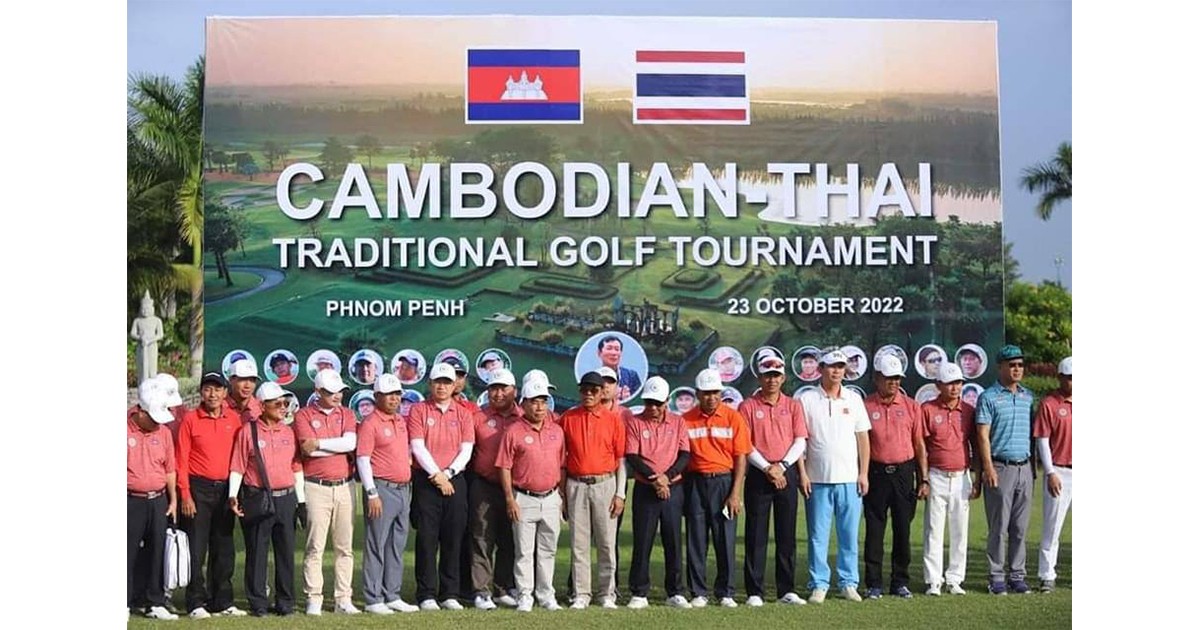 CAMBODIAN-THAI
TRADITIONAL GOLF TOURNAMENT
PHNOM PENH 23 OCTOBER 2022